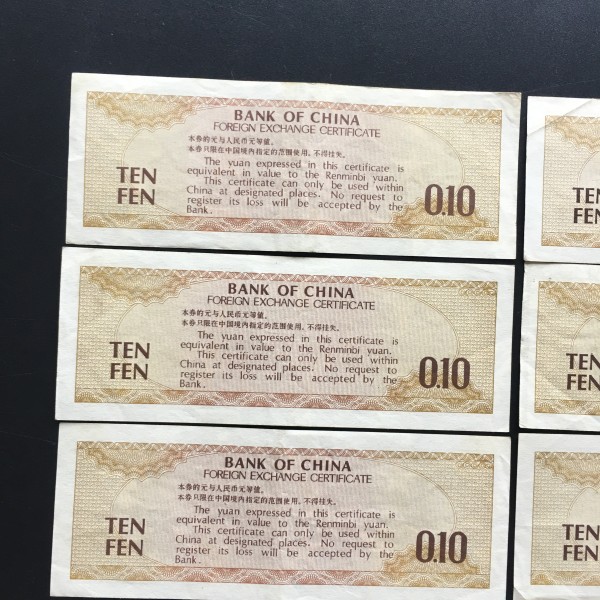 BANK OF CHINA
FOREIGN EXCHANGE CERTIFICATE
本券的元与人民币元等值。
本券只限在中国境内指定的范围使用,不得挂失。
The yuan expressed in this certificate is
equivalent in value to the Renminbi yuan.
This certificate can only be used within
China at designated places. No request to
register its loss will be accepted by the
Bank.
TEN
FEN
0.10
TEN
FEN
BANK OF CHINA
FOREIGN EXCHANGE CERTIFICATE
本券的元与人民币元等值。
本券只限在中国境内指定的范围使用,不得挂失。
The yuan expressed in this certificate is
equivalent in value to the Renminbi yuan.
This certificate can only be used within
China at designated places. No request to
register its loss will be accepted by the
Bank.
TEN
FEN
0.10
TEN
FEN
BANK OF CHINA
FOREIGN EXCHANGE CERTIFICATE
本券的元与人民币元等值。
本券只限在中国境内指定的范围使用,不得挂失。
The yuan expressed in this certificate is
equivalent in value to the Renminbi yuan.
This certificate can only be used within
China at designated places. No request to
register its loss will be accepted by the
Bank.
TEN
FEN
0.10
TEN
FEN